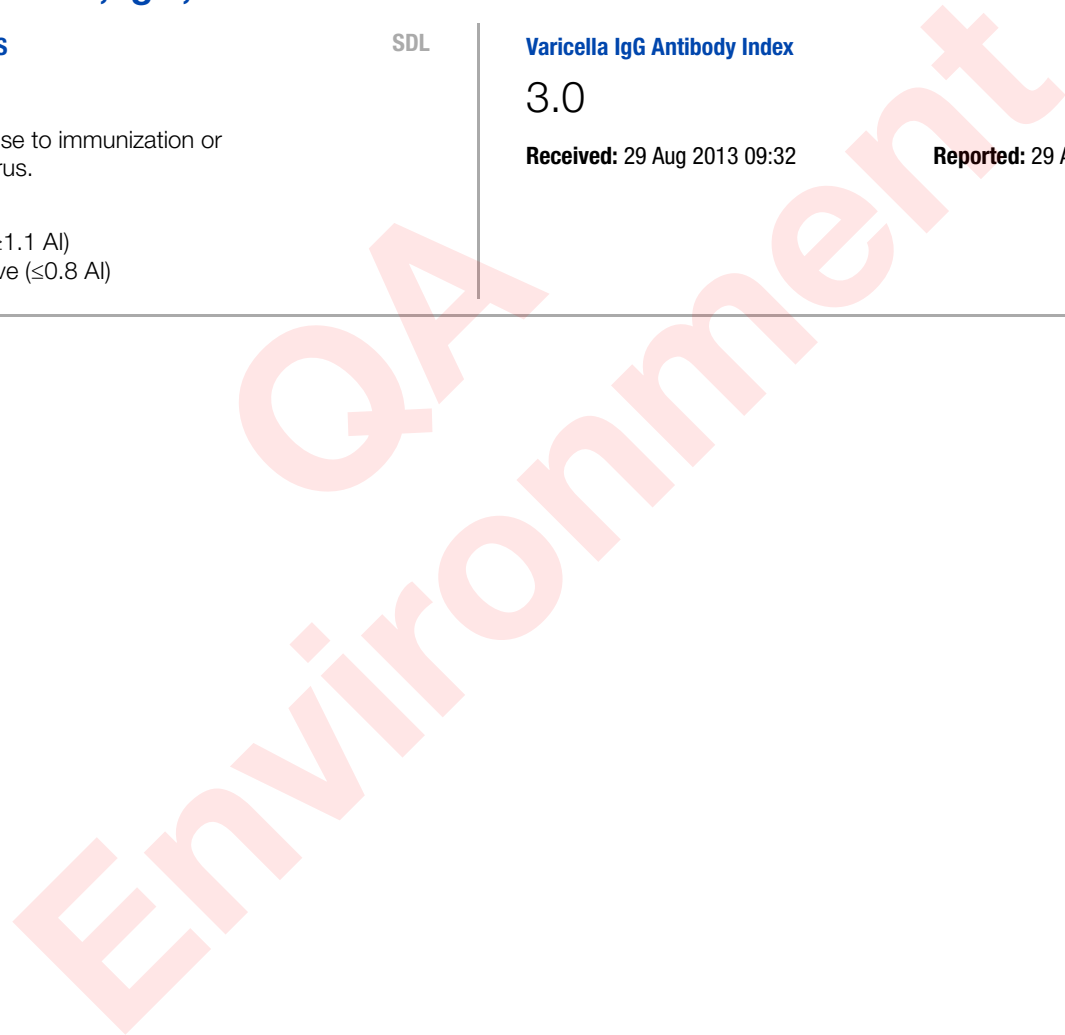 SDL
se to immunization or
rus.
≥1.1 AI)
ve (≤0.8 AI)
Varicella IgG Antibody Index
3.0
Received: 29 Aug 2013 09:32 Reported: 29 A
QA
Environment